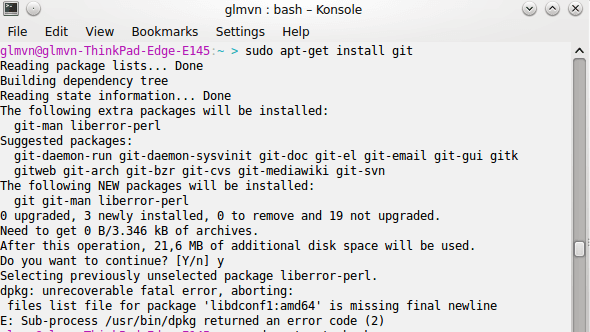 glmvn : bash – Konsole
File Edit View Bookmarks Settings Help
glmvn@glmvn-ThinkPad-Edge-E145:~ > sudo apt-get install git
Reading package lists... Done
Building dependency tree
Reading state information... Done
The following extra packages will be installed:
  git-man liberror-perl
Suggested packages:
  git-daemon-run git-daemon-sysvinit git-doc git-el git-email git-gui gitk
  gitweb git-arch git-bzr git-cvs git-mediawiki git-svn
The following NEW packages will be installed:
  git git-man liberror-perl
0 upgraded, 3 newly installed, 0 to remove and 19 not upgraded.
Need to get 0 B/3.346 kB of archives.
After this operation, 21,6 MB of additional disk space will be used.
Do you want to continue? [Y/n] y
Selecting previously unselected package liberror-perl.
dpkg: unrecoverable fatal error, aborting:
 files list file for package 'libdconf1:amd64' is missing final newline
E: Sub-process /usr/bin/dpkg returned an error code (2)